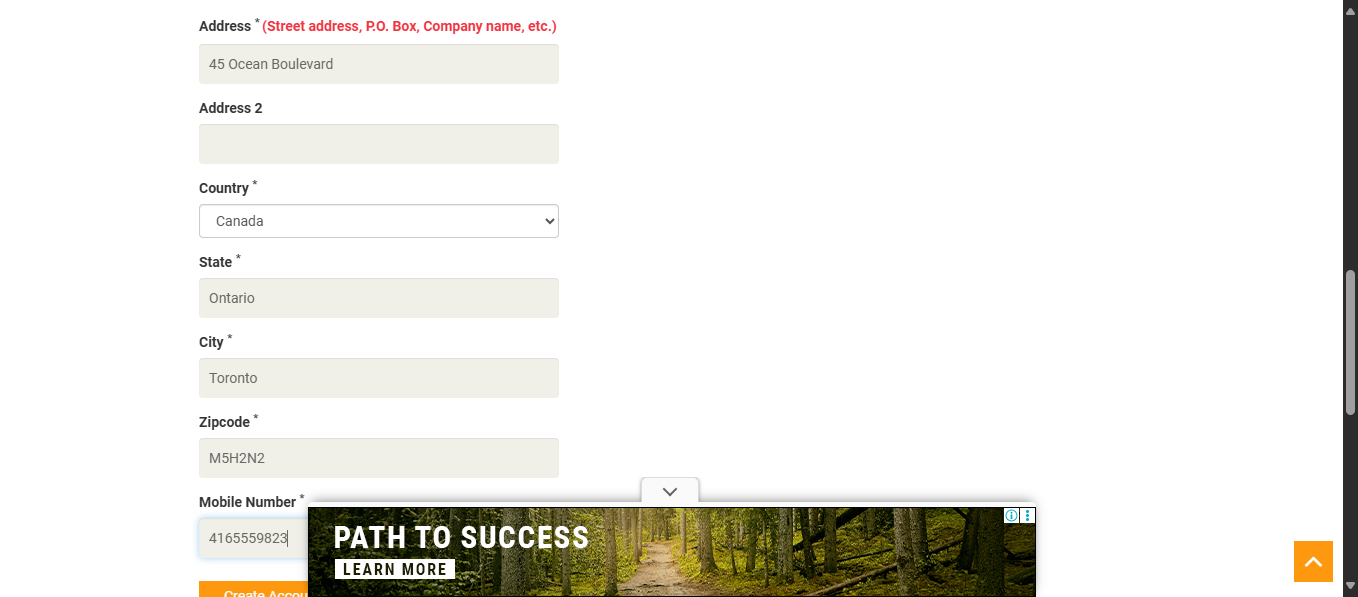 Address * (Street address, P.O. Box, Company name, etc.)
45 Ocean Boulevard
Address 2
Country *
Canada
State *
Ontario
City *
Toronto
Zipcode *
M5H2N2
Mobile Number *
4165559823
PATH TO SUCCESS
LEARN MORE
Create Accou